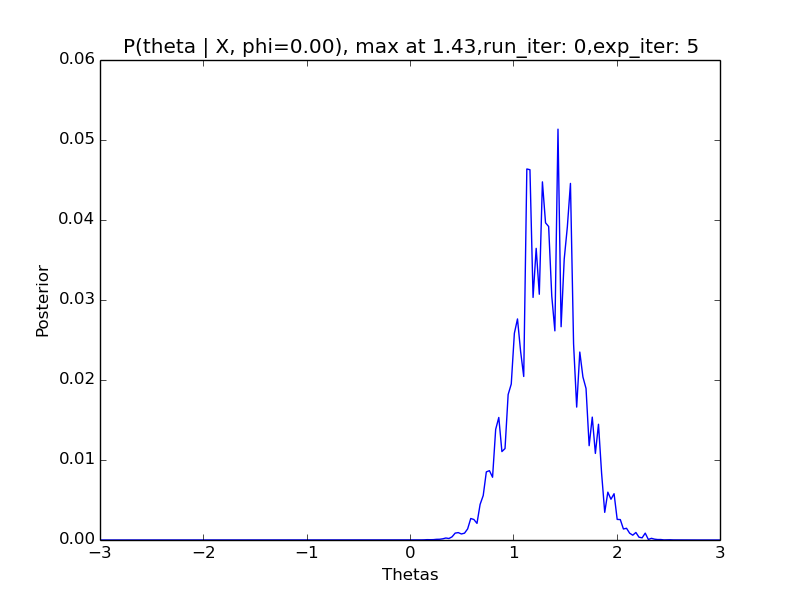 P(theta | X, phi=0.00), max at 1.43,run_iter: 0,exp_iter: 5
0.06
0.05
0.04
0.03
0.02
0.01
0.00
Posterior
−3 −2 −1 0 1 2 3
Thetas